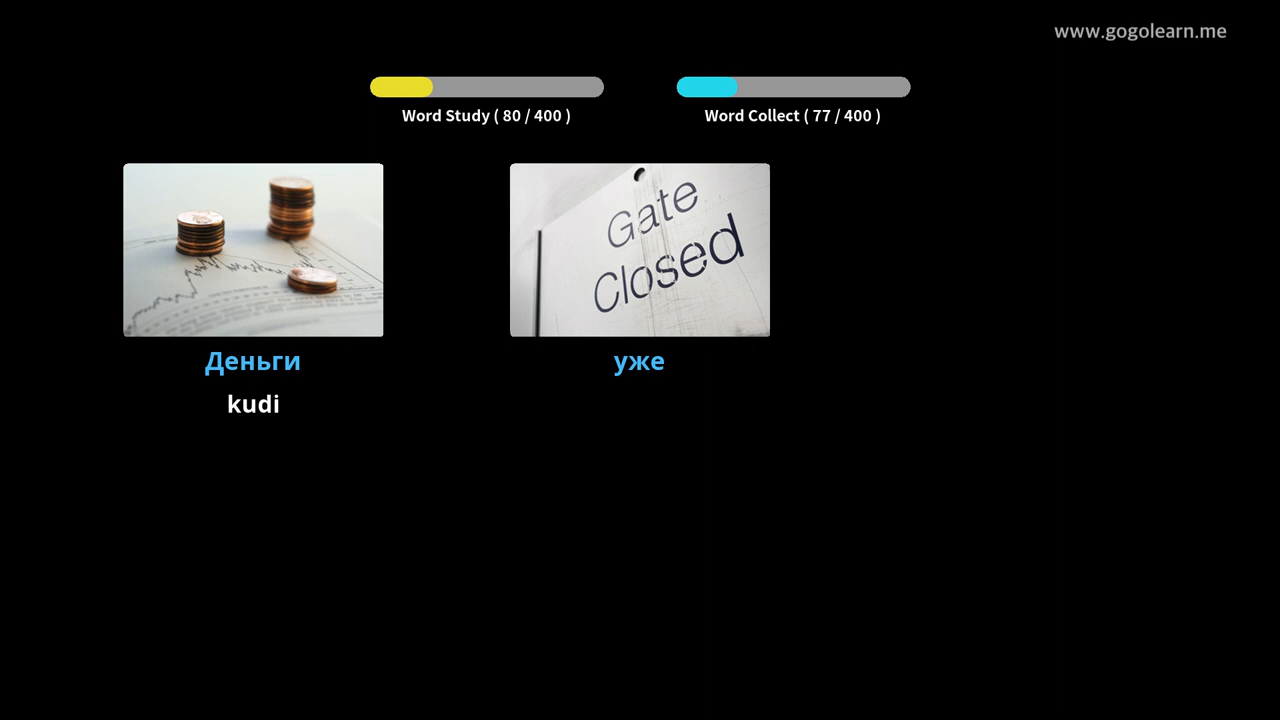 www.gogolearn.me
Word Study ( 80 / 400 )
Word Collect ( 77 / 400 )
Gate
Closed
Деньги
уже
kudi